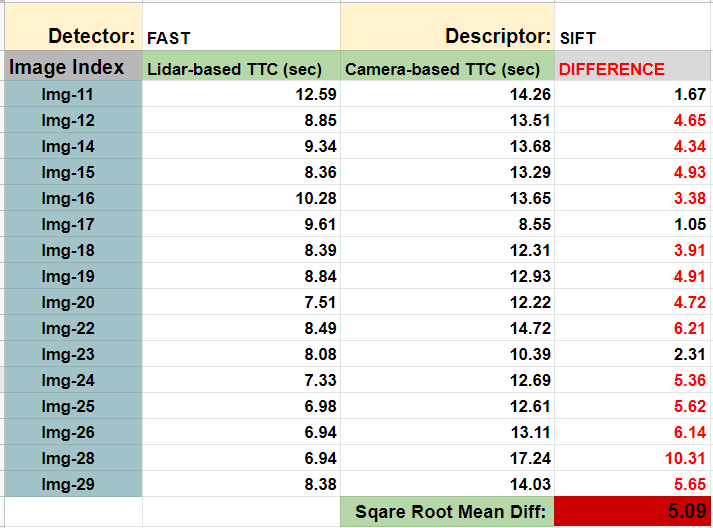 Detector: FAST Descriptor: SIFT
Image Index Lidar-based TTC (sec) Camera-based TTC (sec) DIFFERENCE
Img-11 12.59 14.26 1.67
Img-12 8.85 13.51 4.65
Img-14 9.34 13.68 4.34
Img-15 8.36 13.29 4.93
Img-16 10.28 13.65 3.38
Img-17 9.61 8.55 1.05
Img-18 8.39 12.31 3.91
Img-19 8.84 12.93 4.91
Img-20 7.51 12.22 4.72
Img-22 8.49 14.72 6.21
Img-23 8.08 10.39 2.31
Img-24 7.33 12.69 5.36
Img-25 6.98 12.61 5.62
Img-26 6.94 13.11 6.14
Img-28 6.94 17.24 10.31
Img-29 8.38 14.03 5.65
Sqare Root Mean Diff: 5.09